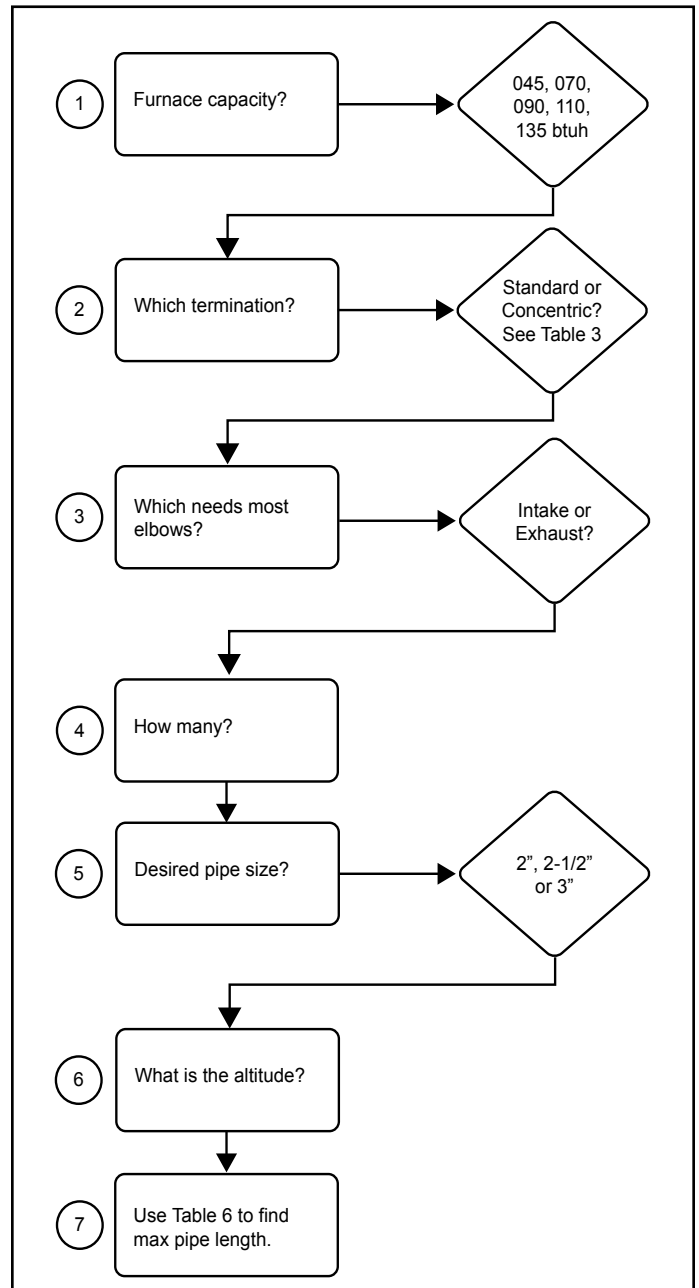 1
Furnace capacity?
045, 070,
090, 110,
135 btuh
2
Which termination?
Standard or
Concentric?
See Table 3
3
Which needs most
elbows?
Intake or
Exhaust?
4
How many?
5
Desired pipe size?
2”, 2-1/2”
or 3”
6
What is the altitude?
7
Use Table 6 to find
max pipe length.